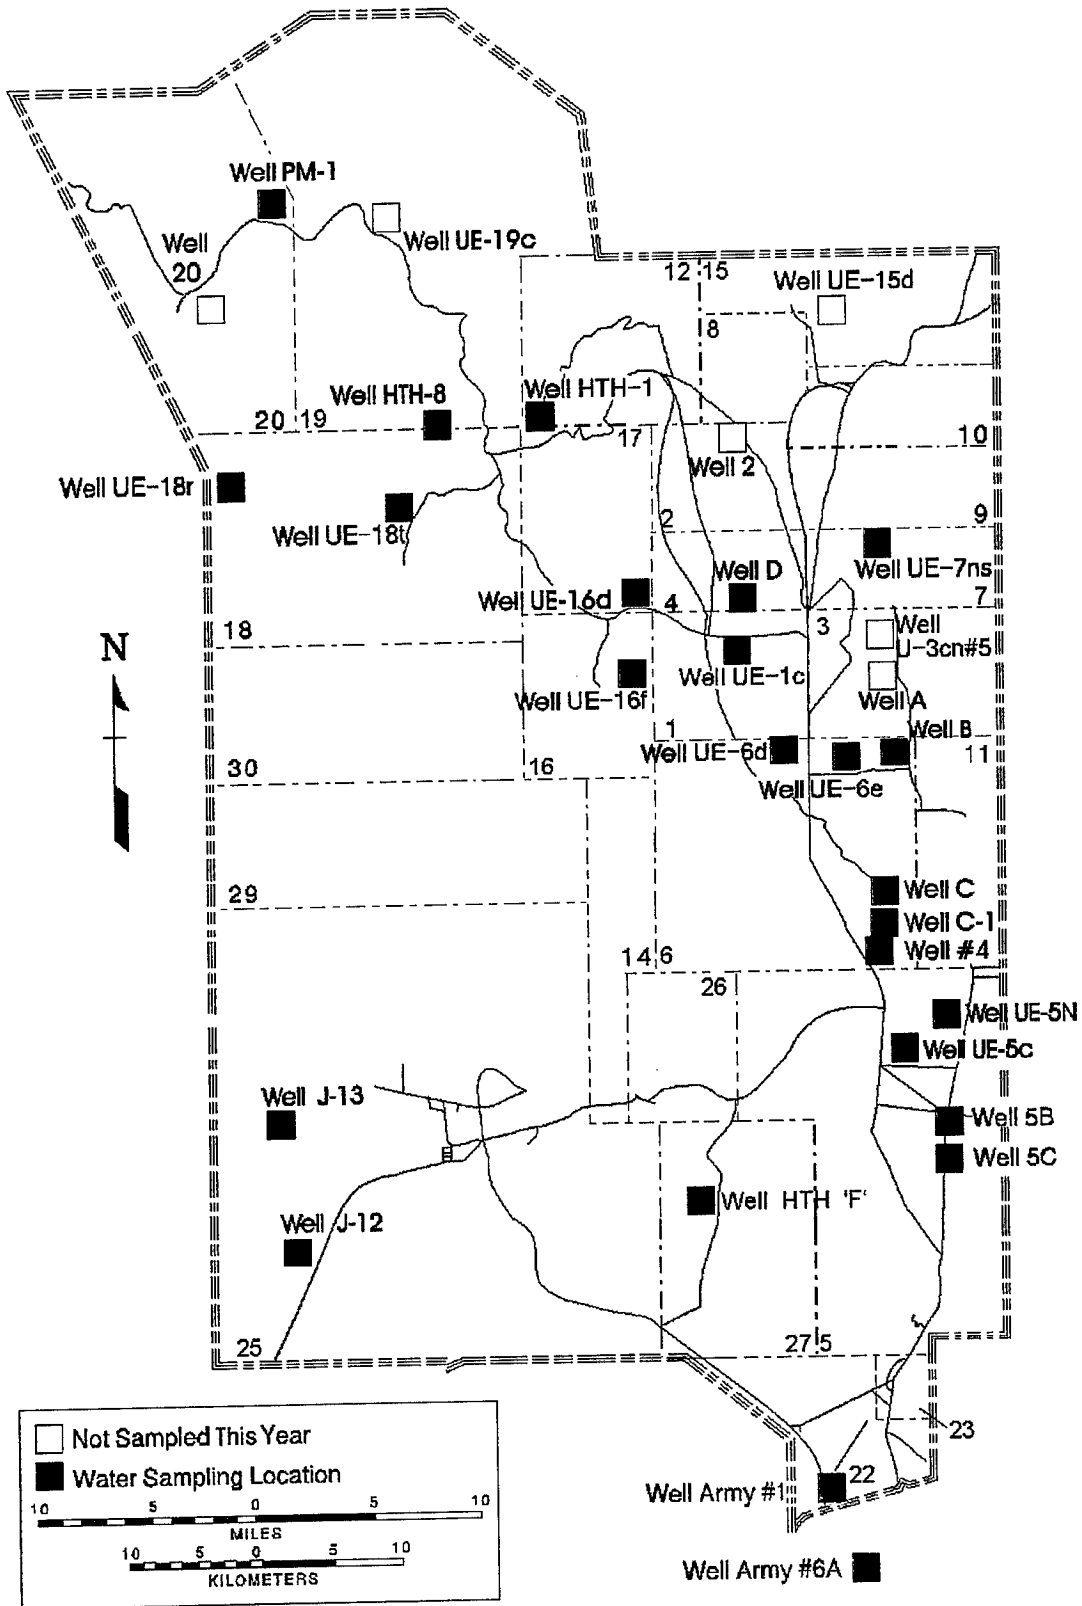 Well PM-1
Well UE-19c
Well
20
12 15
Well UE-15d
8
Well HTH-8
Well HTH-1
20 19
17
10
Well 2
Well UE-18r
Well UE-18t
2
9
Well UE-7ns
Well D
Well UE-16d
4
7
3
Well
U-3cn#5
18
N
Well UE-1c
Well UE-16f
Well A
1
Well B
Well UE-6d
11
30
16
Well UE-6e
29
Well C
Well C-1
Well #4
14 6
26
Well UE-5N
Well UE-5c
Well J-13
Well 5B
Well 5C
Well HTH 'F'
Well J-12
25
27 5
23
22
Well Army #1
Well Army #6A
Not Sampled This Year
Water Sampling Location
10 5 0 5 10
MILES
10 5 0 5 10
KILOMETERS